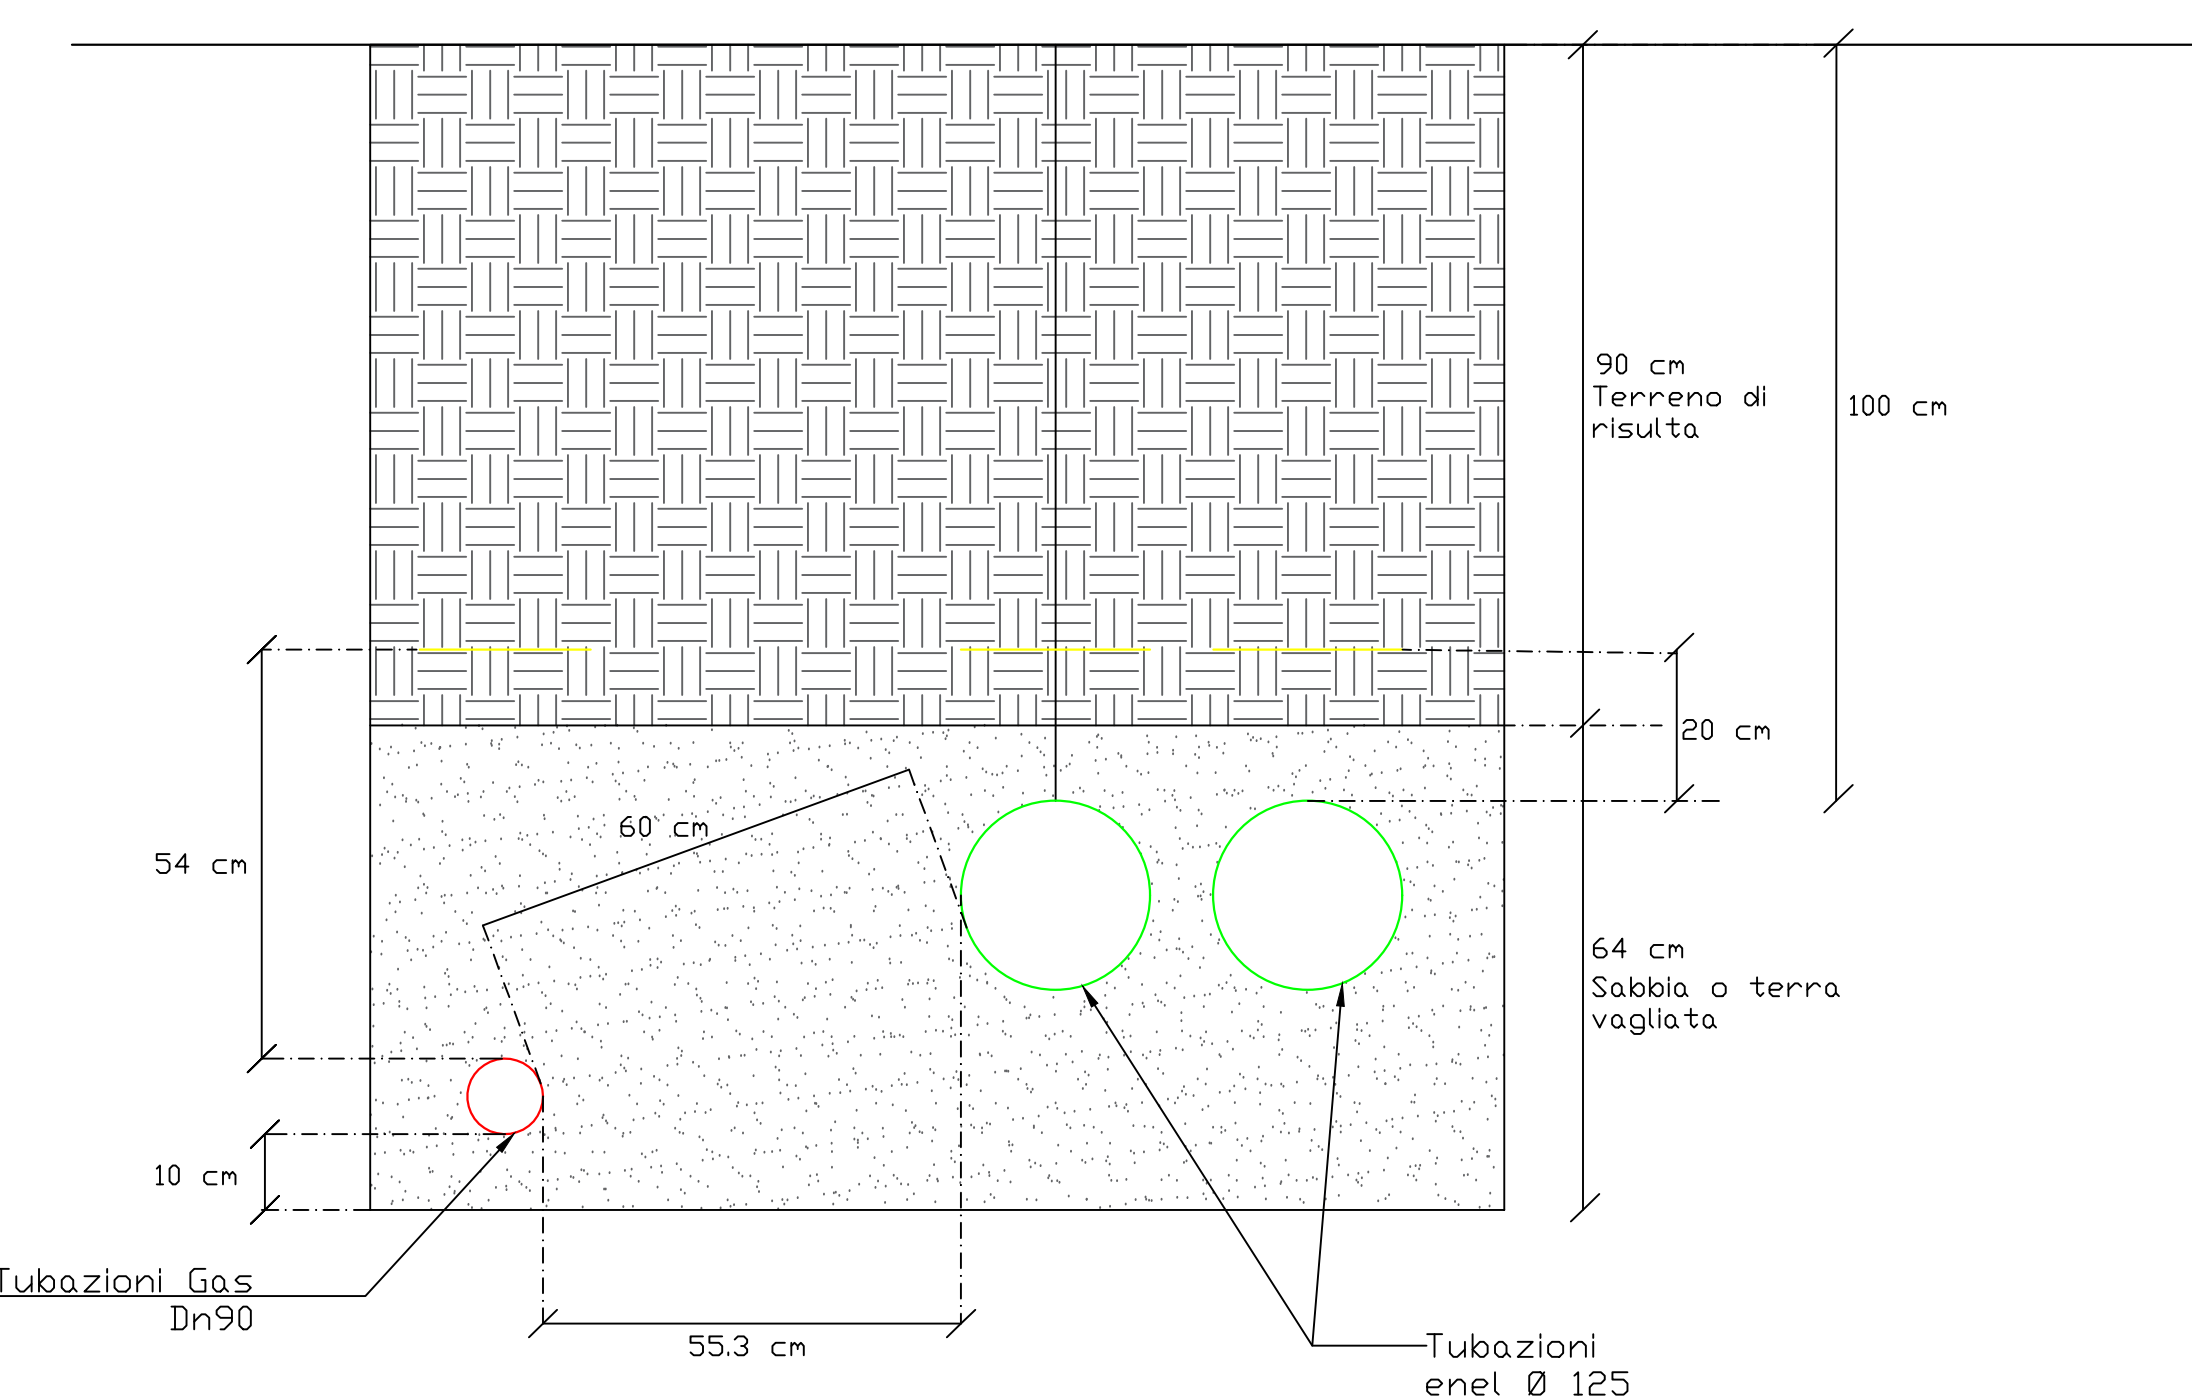 90 cm
Terreno di
risulta
100 cm
20 cm
60 cm
54 cm
64 cm
Sabbia o terra
vagliata
10 cm
Tubazioni Gas
Dn90
55.3 cm
Tubazioni
enel Ø 125